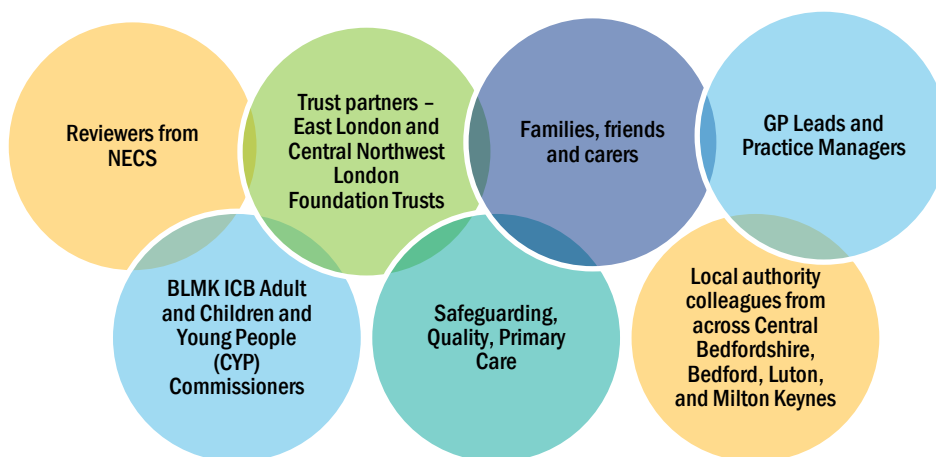 Reviewers from
NECS
Trust partners –
East London and
Central Northwest
London
Foundation Trusts
Families, friends
and carers
GP Leads and
Practice Managers
BLMK ICB Adult
and Children and
Young People
(CYP)
Commissioners
Safeguarding,
Quality, Primary
Care
Local authority
colleagues from
across Central
Bedfordshire,
Bedford, Luton,
and Milton Keynes